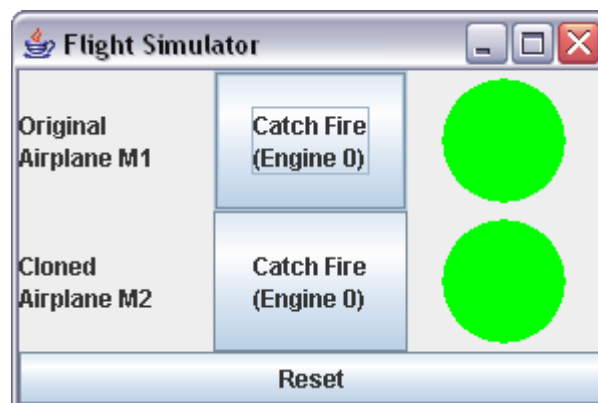 Flight Simulator
Original
Airplane M1
Catch Fire
(Engine 0)
Cloned
Airplane M2
Catch Fire
(Engine 0)
Reset